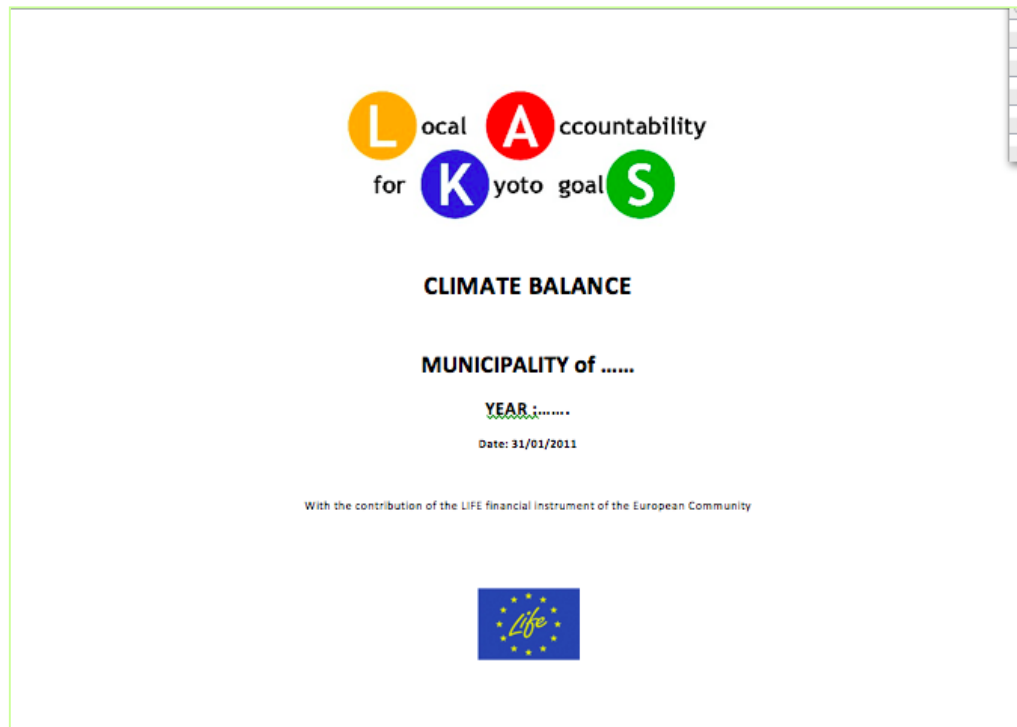 Local Accountability
for Kyoto goalS
CLIMATE BALANCE
MUNICIPALITY of ......
YEAR :.......
Date: 31/01/2011
With the contribution of the LIFE financial instrument of the European Community
Life